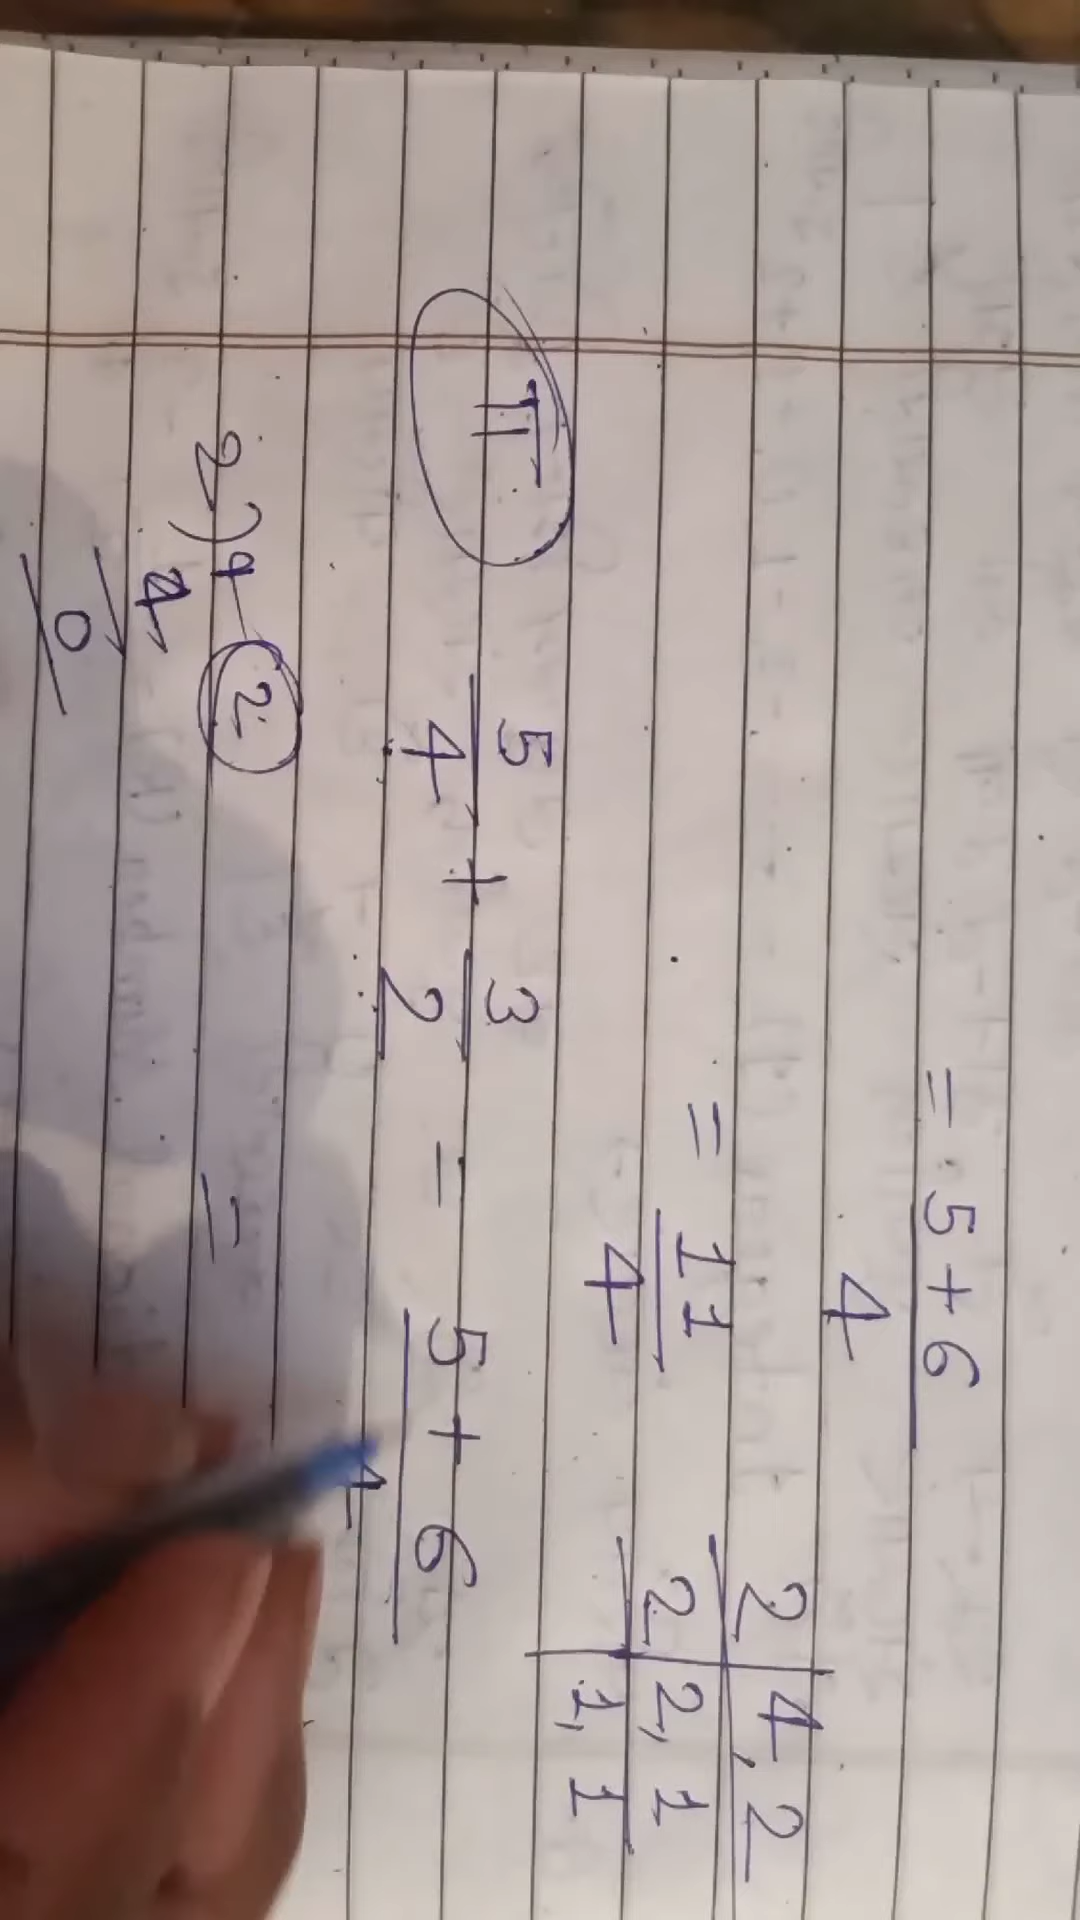 = 5 + 6
4
2 | 4, 2
= 11
4
2 | 2, 1
1, 1
II
5 + 3 = 5 + 6
4 2 4
2 ) 4 ( 2
4
0
=